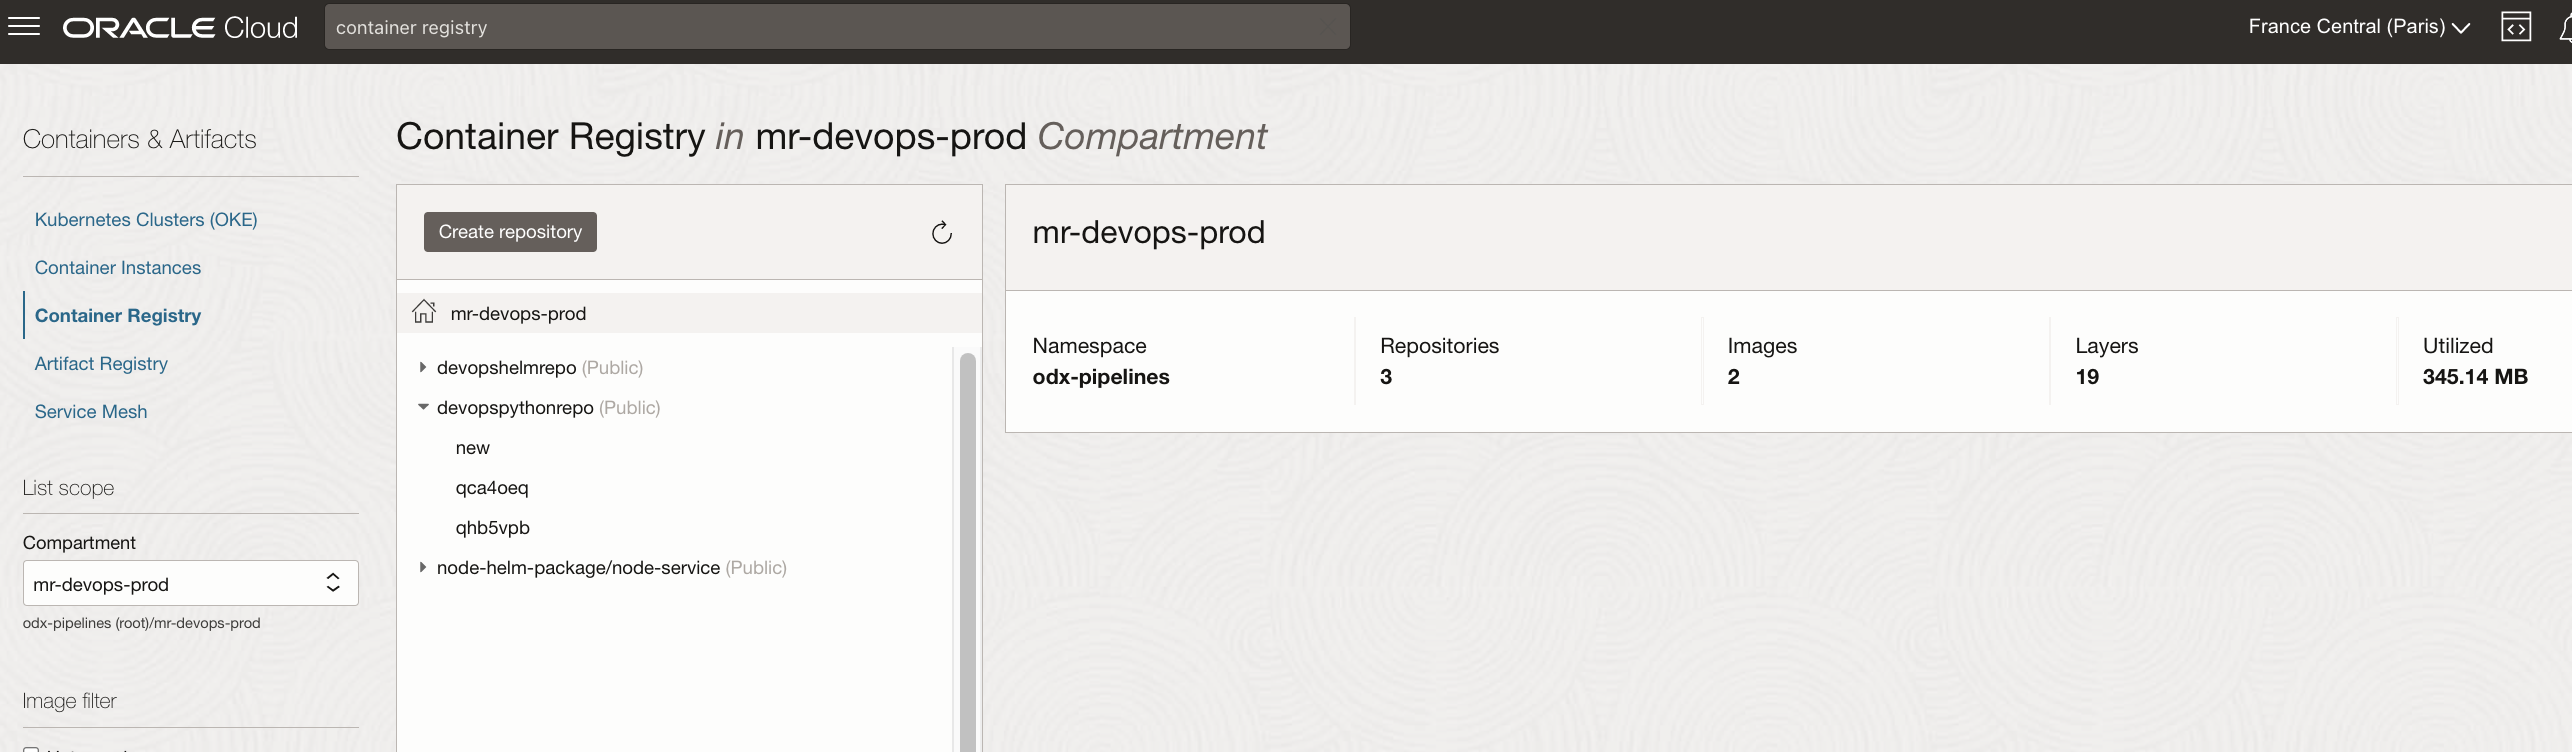 ORACLE Cloud
container registry
France Central (Paris)
Containers & Artifacts
Kubernetes Clusters (OKE)
Container Instances
Container Registry
Artifact Registry
Service Mesh
List scope
Compartment
mr-devops-prod
odx-pipelines (root)/mr-devops-prod
Image filter
Container Registry in mr-devops-prod Compartment
Create repository
mr-devops-prod
devopshelmrepo (Public)
devopspythonrepo (Public)
new
qca4oeq
qhb5vpb
node-helm-package/node-service (Public)
mr-devops-prod
Namespace
odx-pipelines
Repositories
3
Images
2
Layers
19
Utilized
345.14 MB